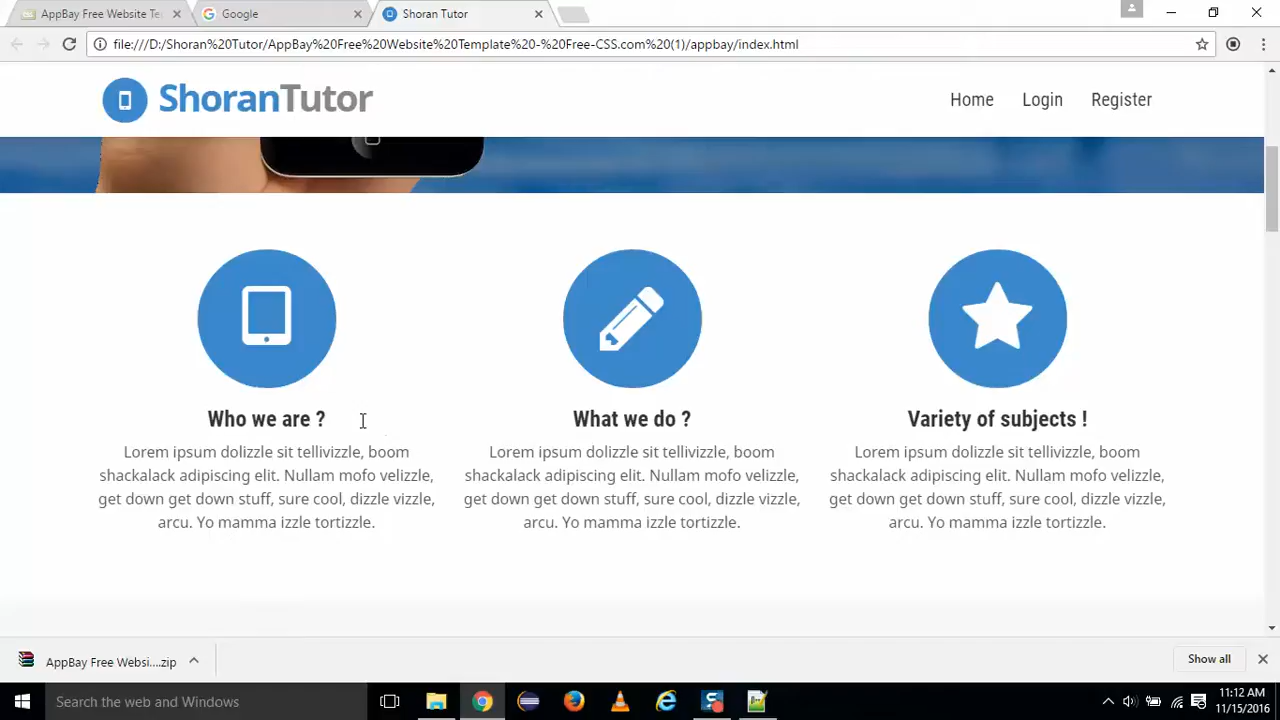 AppBay Free Website Te
Google
Shoran Tutor
file:///D:/Shoran%20Tutor/AppBay%20Free%20Website%20Template%20-%20Free-CSS.com%20(1)/appbay/index.html
ShoranTutor
Home
Login
Register
Who we are ?
Lorem ipsum dolizzle sit tellivizzle, boom
shackalack adipiscing elit. Nullam mofo velizzle,
get down get down stuff, sure cool, dizzle vizzle,
arcu. Yo mamma izzle tortizzle.
What we do ?
Lorem ipsum dolizzle sit tellivizzle, boom
shackalack adipiscing elit. Nullam mofo velizzle,
get down get down stuff, sure cool, dizzle vizzle,
arcu. Yo mamma izzle tortizzle.
Variety of subjects !
Lorem ipsum dolizzle sit tellivizzle, boom
shackalack adipiscing elit. Nullam mofo velizzle,
get down get down stuff, sure cool, dizzle vizzle,
arcu. Yo mamma izzle tortizzle.
AppBay Free Websi....zip
Show all
Search the web and Windows
11:12 AM
11/15/2016